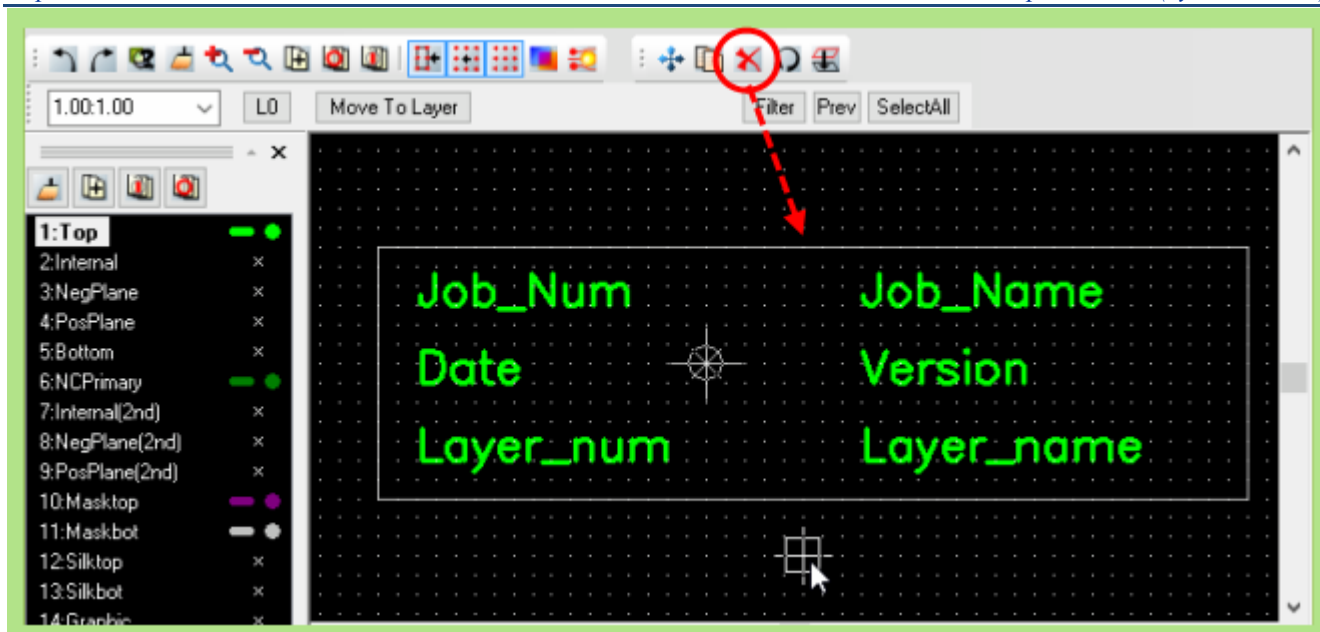 1.00:1.00 L0 Move To Layer Filter Prev SelectAll
1:Top
2:Internal
3:NegPlane
4:PosPlane
5:Bottom
6:NCPrimary
7:Internal(2nd)
8:NegPlane(2nd)
9:PosPlane(2nd)
10:Masktop
11:Maskbot
12:Silktop
13:Silkbot
14:Graphic
Job_Num Job_Name
Date Version
Layer_num Layer_name